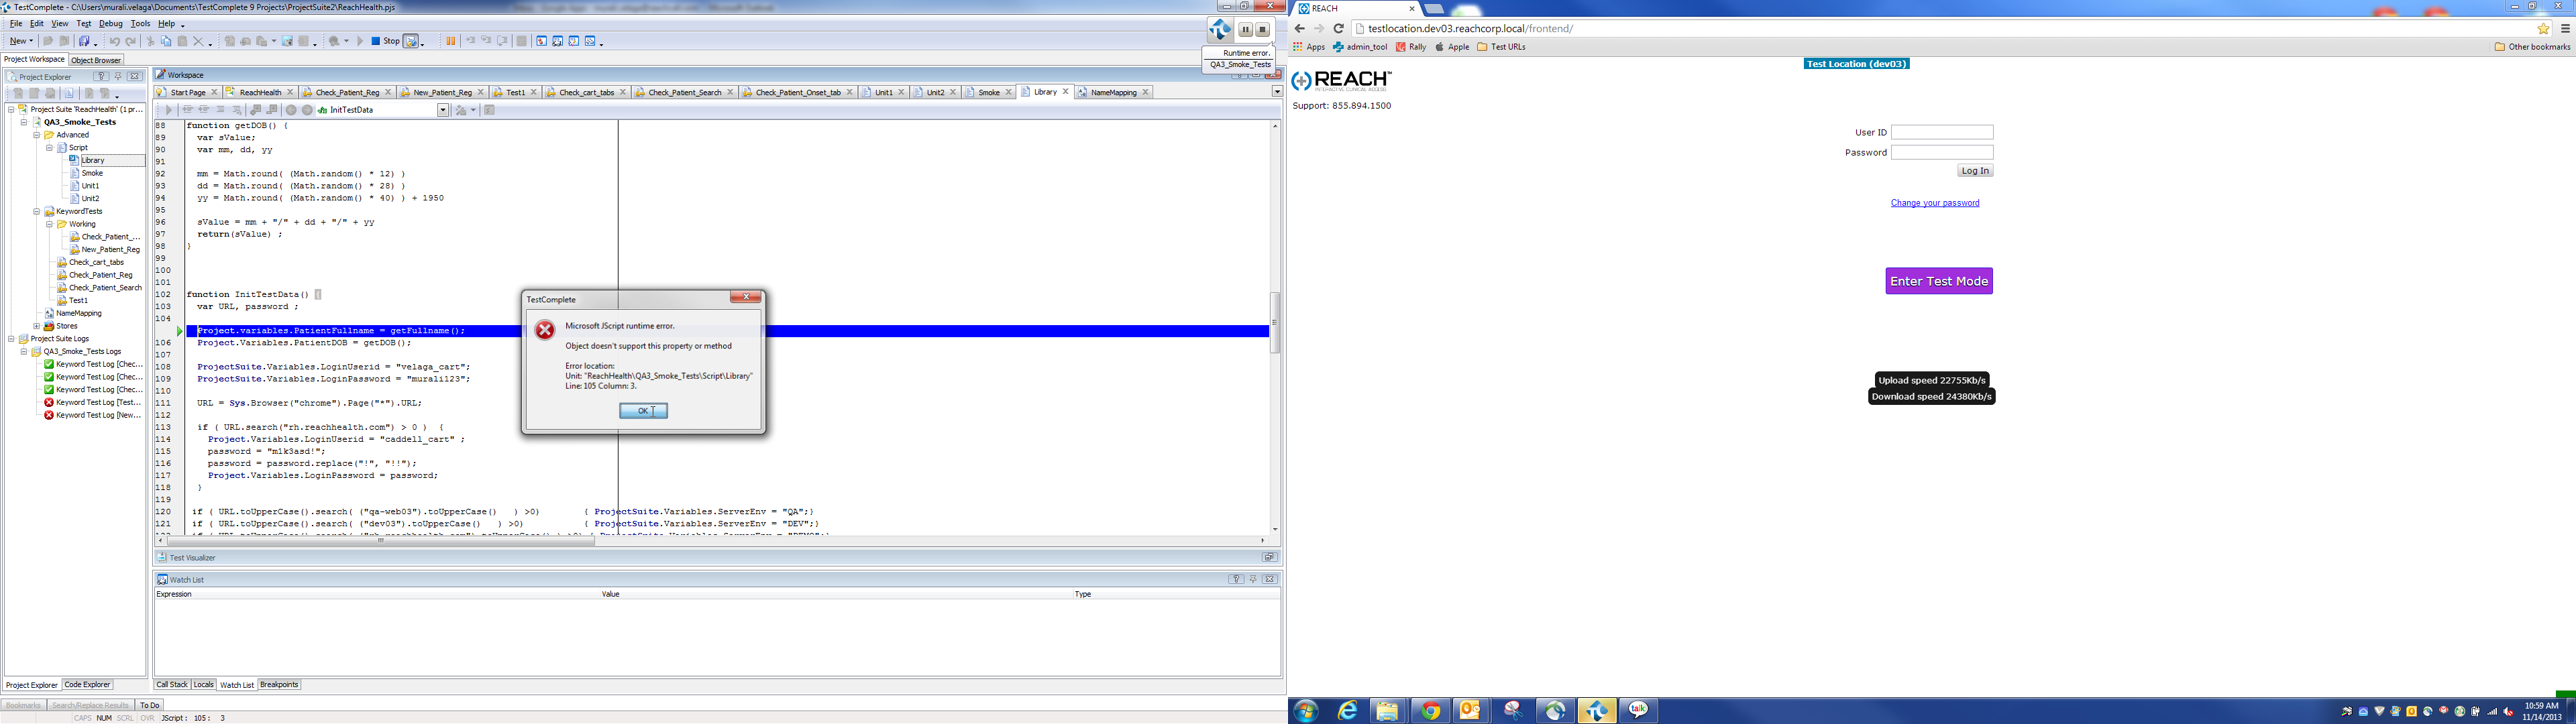 TestComplete - C:\Users\murali.velaga\Documents\TestComplete 9 Projects\ProjectSuite2\ReachHealth.pjs
File Edit View Test Debug Tools Help
New
Stop
Runtime error.
QA3_Smoke_Tests
Project Workspace Object Browser
Project Explorer
Project Suite 'ReachHealth' (1 pr...
QA3_Smoke_Tests
Advanced
Script
Library
Smoke
Unit1
Unit2
KeywordTests
Working
Check_Patient_...
New_Patient_Reg
Check_cart_tabs
Check_Patient_Reg
Check_Patient_Search
Test1
NameMapping
Stores
Project Suite Logs
QA3_Smoke_Tests Logs
Keyword Test Log [Chec...
Keyword Test Log [Chec...
Keyword Test Log [Chec...
Keyword Test Log [Test...
Keyword Test Log [New...
Project Explorer Code Explorer
Workspace
Start Page ReachHealth Check_Patient_Reg New_Patient_Reg Test1 Check_cart_tabs Check_Patient_Search Check_Patient_Onset_tab Unit1 Unit2 Smoke Library NameMapping
InitTestData
88 function getDOB() {
89 var sValue;
90 var mm, dd, yy
91
92 mm = Math.round( (Math.random() * 12) )
93 dd = Math.round( (Math.random() * 28) )
94 yy = Math.round( (Math.random() * 40) ) + 1950
95
96 sValue = mm + "/" + dd + "/" + yy
97 return(sValue) ;
98 }
99
100
101
102 function InitTestData() {
103 var URL, password ;
104
Project.variables.PatientFullname = getFullname();
106 Project.Variables.PatientDOB = getDOB();
107
108 ProjectSuite.Variables.LoginUserid = "velaga_cart";
109 ProjectSuite.Variables.LoginPassword = "murali123";
110
111 URL = Sys.Browser("chrome").Page("*").URL;
112
113 if ( URL.search("rh.reachhealth.com") > 0 ) {
114 Project.Variables.LoginUserid = "caddell_cart" ;
115 password = "m1k3asd!";
116 password = password.replace("!", "!!");
117 Project.Variables.LoginPassword = password;
118 }
119
120 if ( URL.toUpperCase().search( ("qa-web03").toUpperCase() ) >0) { ProjectSuite.Variables.ServerEnv = "QA";}
121 if ( URL.toUpperCase().search( ("dev03").toUpperCase() ) >0) { ProjectSuite.Variables.ServerEnv = "DEV";}
TestComplete
Microsoft JScript runtime error.
Object doesn't support this property or method
Error location:
Unit: "ReachHealth\QA3_Smoke_Tests\Script\Library"
Line: 105 Column: 3.
OK
Test Visualizer
Watch List
Expression Value Type
Call Stack Locals Watch List Breakpoints
Bookmarks Search/Replace Results To Do
CAPS NUM SCRL OVR JScript : 105 : 3
REACH
testlocation.dev03.reachcorp.local/frontend/
Apps admin_tool Rally Apple Test URLs Other bookmarks
Test Location (dev03)
REACH™
INTERACTIVE CLINICAL ACCESS
Support: 855.894.1500
User ID
Password
Log In
Change your password
Enter Test Mode
Upload speed 22755Kb/s
Download speed 24380Kb/s
talk
10:59 AM
11/14/2013